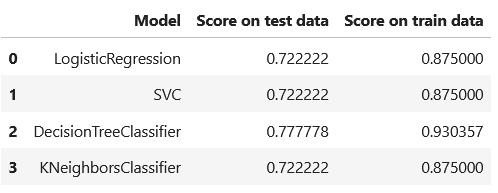 Model Score on test data Score on train data
0 LogisticRegression 0.722222 0.875000
1 SVC 0.722222 0.875000
2 DecisionTreeClassifier 0.777778 0.930357
3 KNeighborsClassifier 0.722222 0.875000